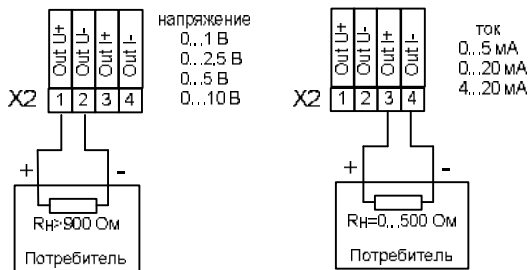 Out U+
Out U-
Out I+
Out I-
X2
1 2 3 4
напряжение
0...1 В
0...2,5 В
0...5 В
0...10 В
+ -
Rн>900 Ом
Потребитель
Out U+
Out U-
Out I+
Out I-
X2
1 2 3 4
ток
0...5 мА
0...20 мА
4...20 мА
+ -
Rн=0...500 Ом
Потребитель